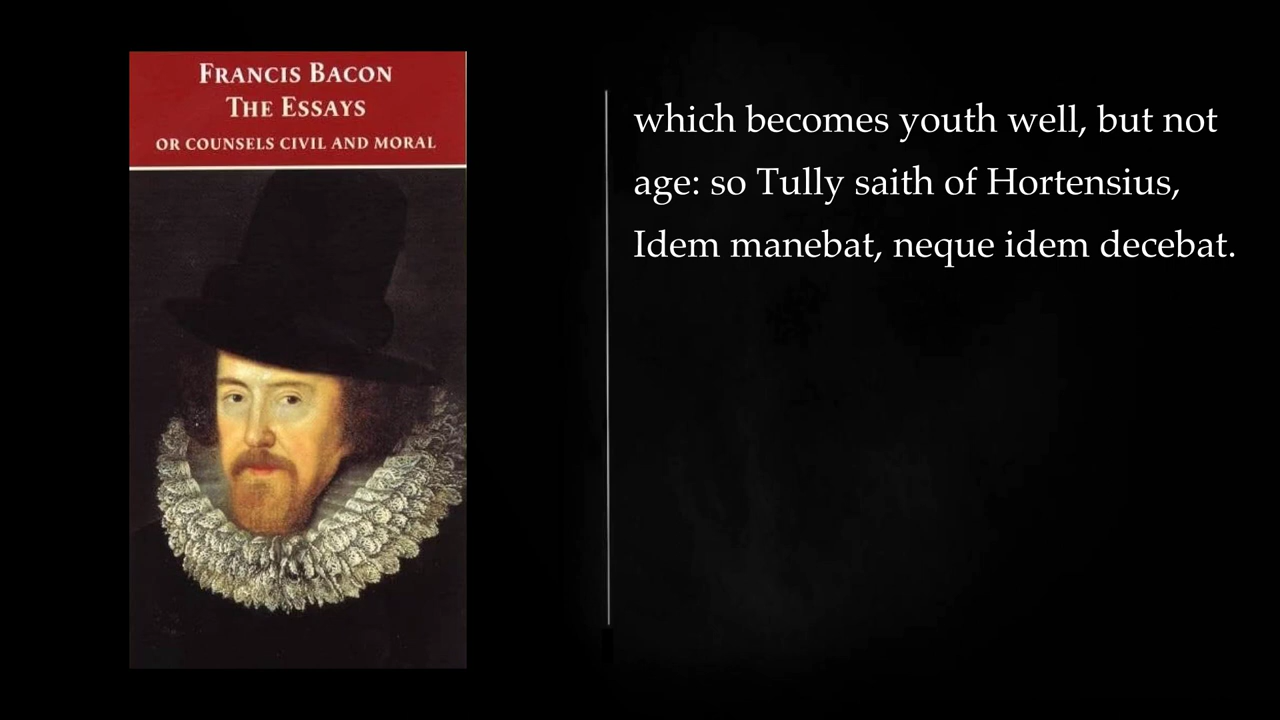 FRANCIS BACON
THE ESSAYS
OR COUNSELS CIVIL AND MORAL
which becomes youth well, but not
age: so Tully saith of Hortensius,
Idem manebat, neque idem decebat.